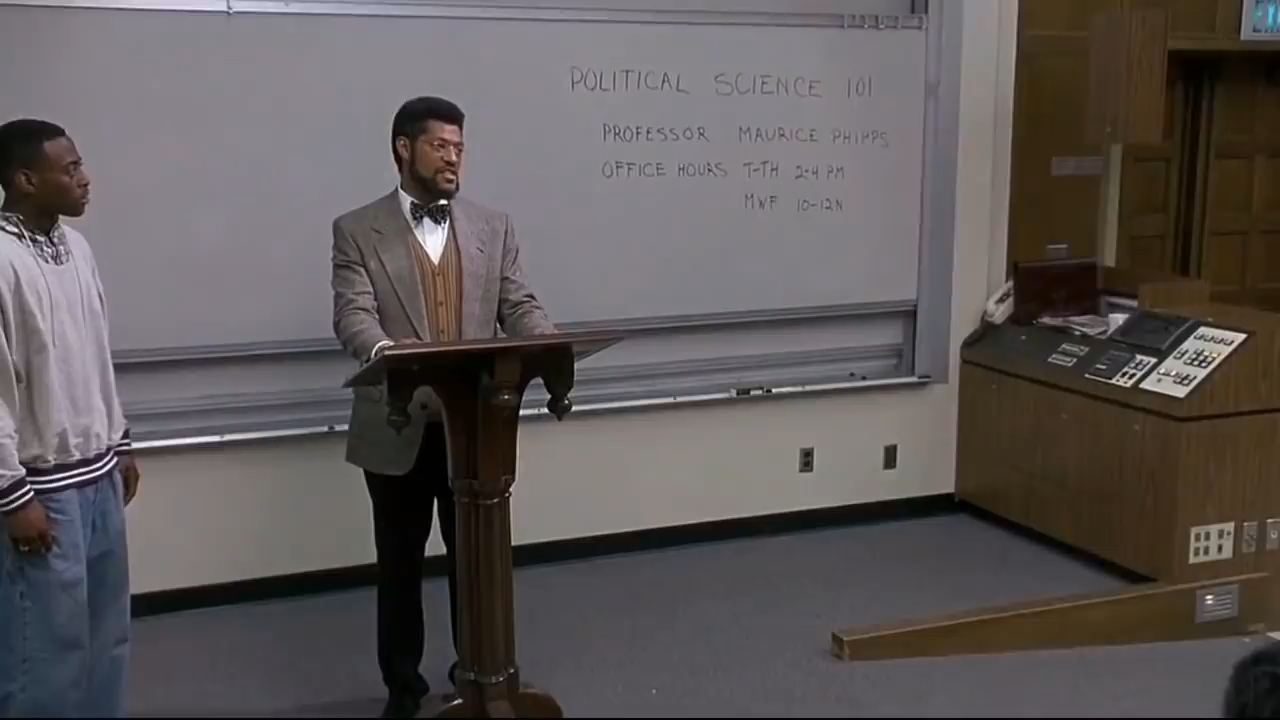 POLITICAL SCIENCE 101
PROFESSOR MAURICE PHIPPS
OFFICE HOURS T-TH 2-4 PM
MWF 10-12N